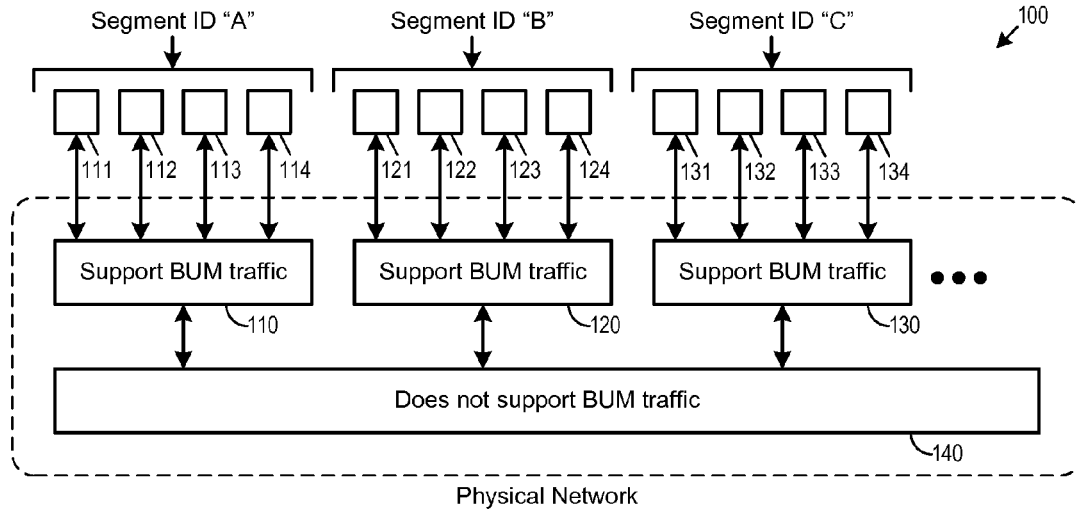 Segment ID “A” Segment ID “B” Segment ID “C” 100
111 112 113 114 121 122 123 124 131 132 133 134
Support BUM traffic Support BUM traffic Support BUM traffic
110 120 130
Does not support BUM traffic
140
Physical Network